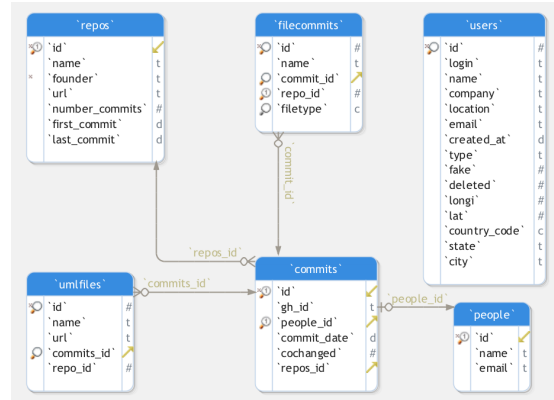 `repos`
`id`
`name` t
`founder` t
`url` t
`number_commits` #
`first_commit` d
`last_commit` d
`filecommits`
`id` #
`name` t
`commit_id`
`repo_id` #
`filetype` c
`users`
`id` #
`login` t
`name` t
`company` t
`location` t
`email` t
`created_at` d
`type` t
`fake` #
`deleted` #
`longi` #
`lat` #
`country_code` c
`state` t
`city` t
`commit_id`
`repos_id`
`commits_id`
`people_id`
`umlfiles`
`id` #
`name` t
`url` t
`commits_id`
`repo_id` #
`commits`
`id`
`gh_id` t
`people_id`
`commit_date` d
`cochanged` #
`repos_id`
`people`
`id`
`name` t
`email` t